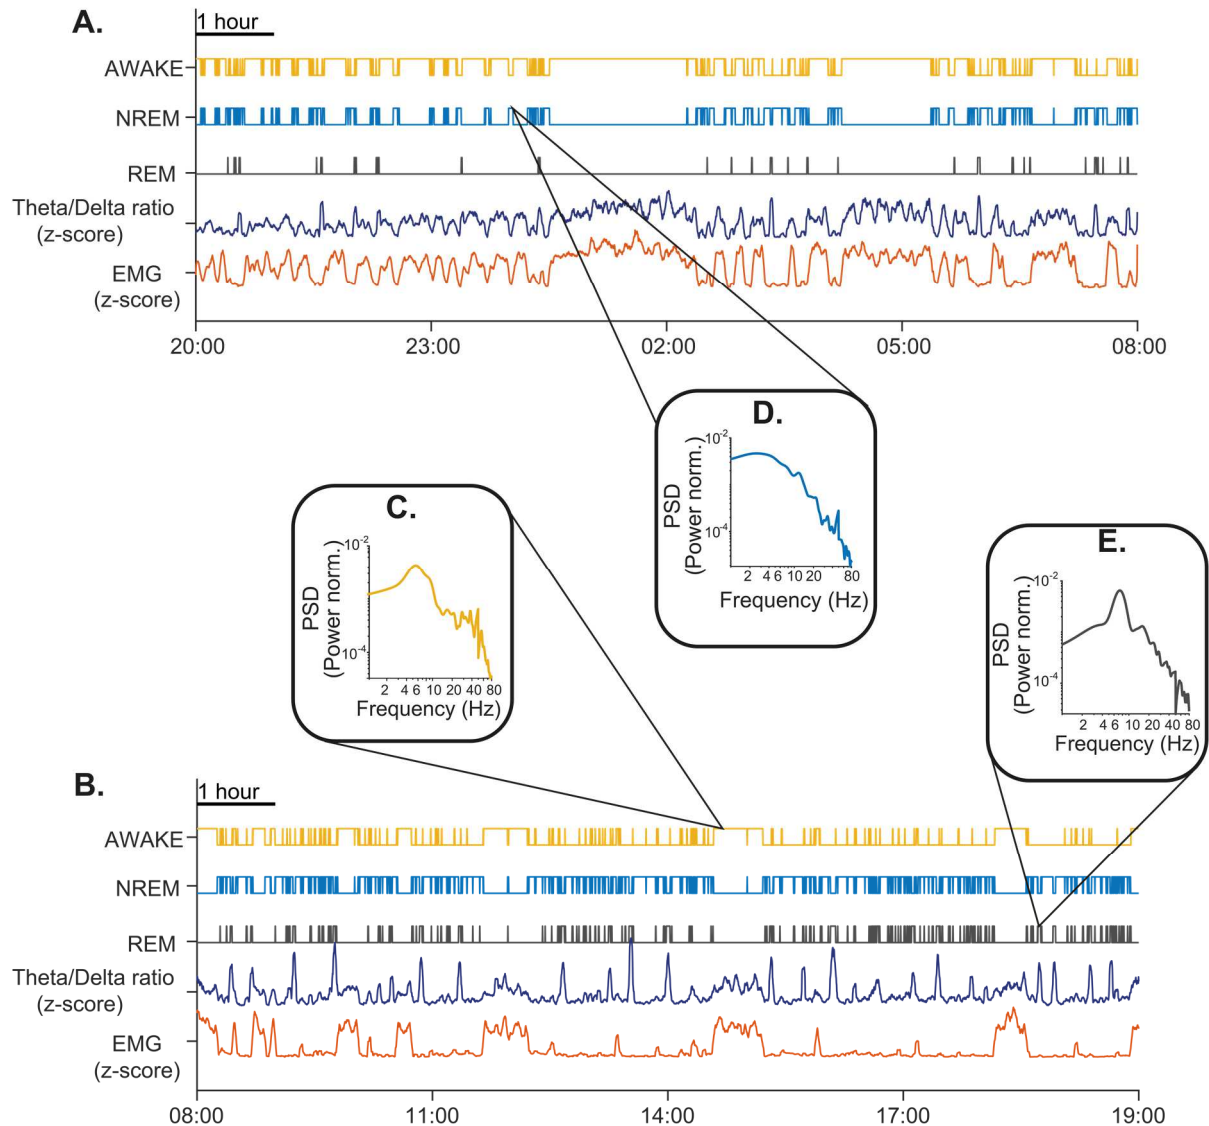 A.
1 hour
AWAKE
NREM
REM
Theta/Delta ratio
(z-score)
EMG
(z-score)
20:00 23:00 02:00 05:00 08:00
D.
PSD
(Power norm.)
10-2
10-4
2 4 6 10 20 80
Frequency (Hz)
C.
PSD
(Power norm.)
10-2
10-4
2 4 6 10 20 40 80
Frequency (Hz)
E.
PSD
(Power norm.)
10-2
10-4
2 4 6 10 20 40 80
Frequency (Hz)
B.
1 hour
AWAKE
NREM
REM
Theta/Delta ratio
(z-score)
EMG
(z-score)
08:00 11:00 14:00 17:00 19:00